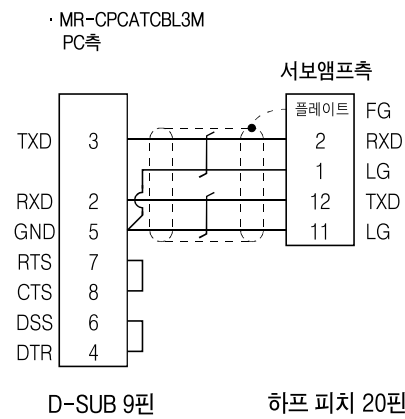 · MR-CPCATCBL3M
PC측
서보앰프측
플레이트 FG
TXD 3 2 RXD
1 LG
RXD 2 12 TXD
GND 5 11 LG
RTS 7
CTS 8
DSS 6
DTR 4
D-SUB 9핀
하프 피치 20핀